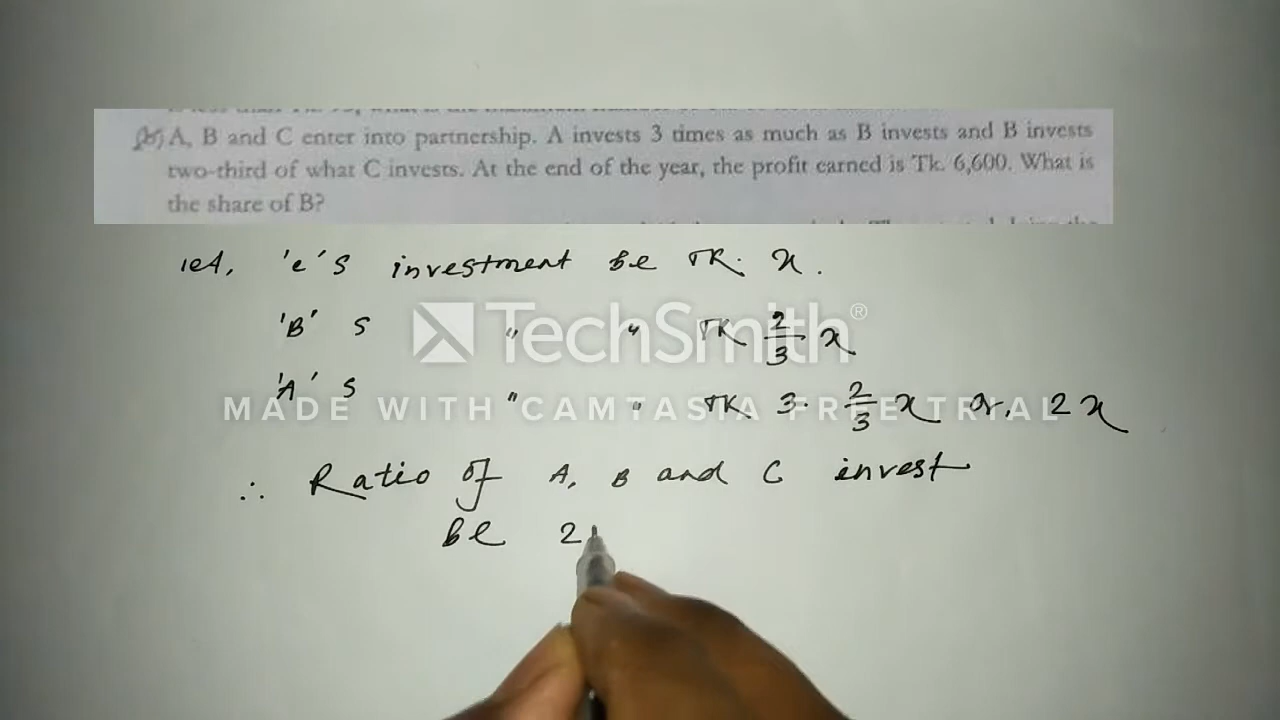 A, B and C enter into partnership. A invests 3 times as much as B invests and B invests
two-third of what C invests. At the end of the year, the profit earned is Tk. 6,600. What is
the share of B?
let, 'c's investment be TK. x.
'B's " " TK 2/3 x
TechSmith®
'A's " " TK 3. 2/3 x or, 2x
MADE WITH CAMTASIA FREE TRIAL
∴ Ratio of A, B and C invest
be 2